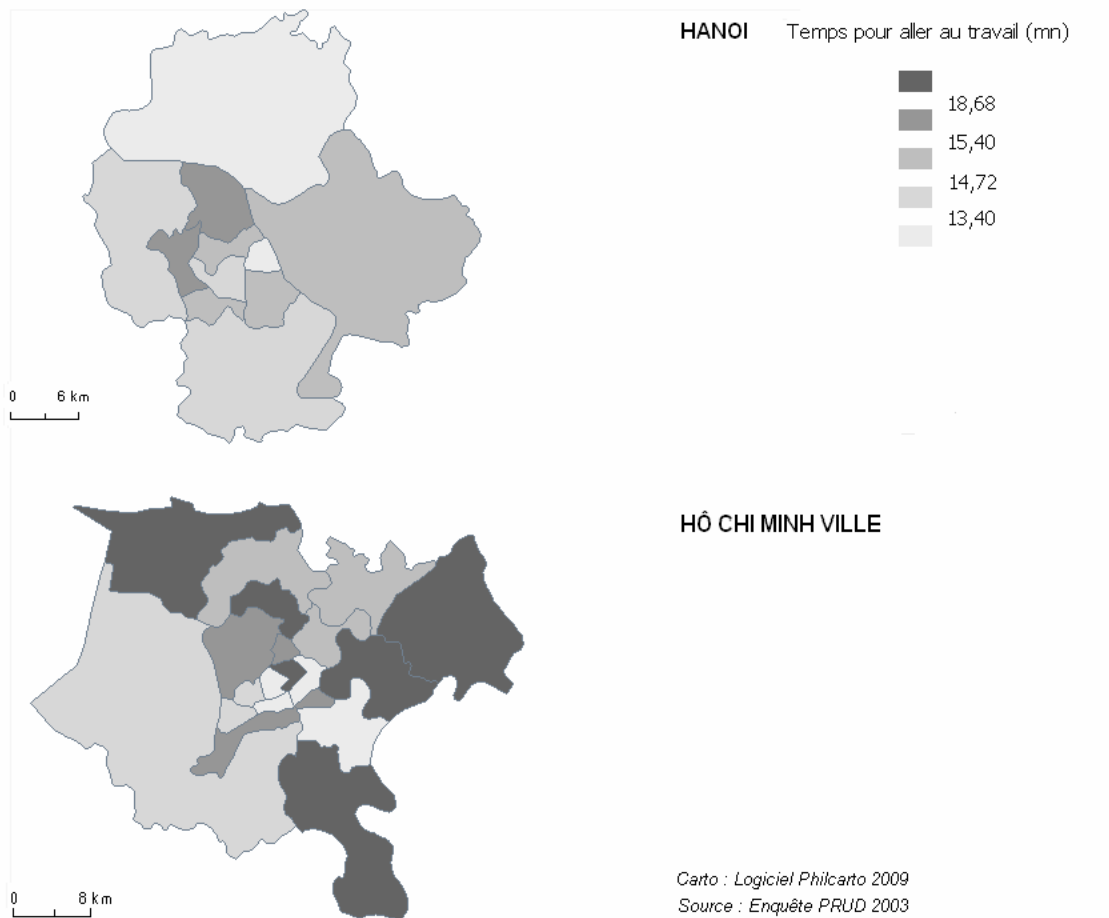 HANOI Temps pour aller au travail (mn)
18,68
15,40
14,72
13,40
0 6 km
HÔ CHI MINH VILLE
0 8 km
Carto : Logiciel Philcarto 2009
Source : Enquête PRUD 2003